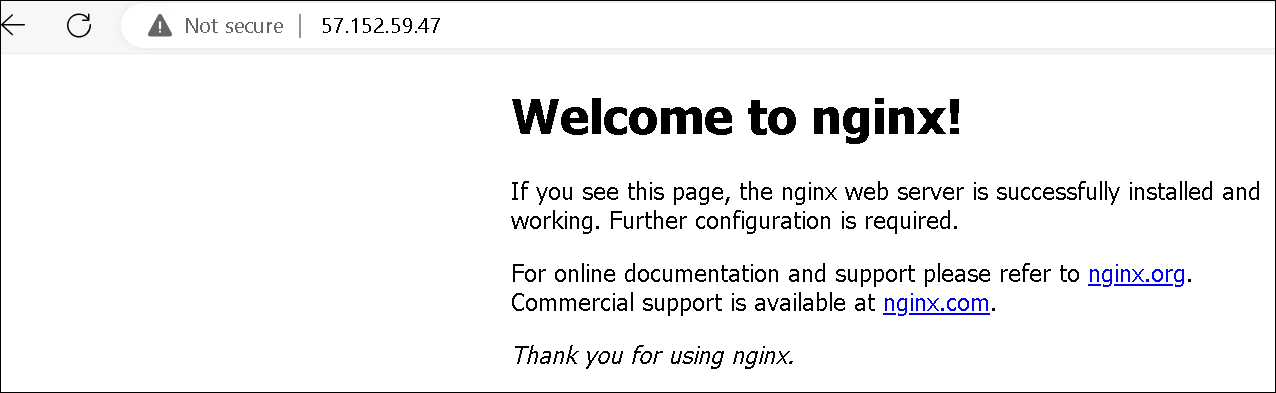 Not secure | 57.152.59.47
Welcome to nginx!
If you see this page, the nginx web server is successfully installed and
working. Further configuration is required.
For online documentation and support please refer to nginx.org.
Commercial support is available at nginx.com.
Thank you for using nginx.